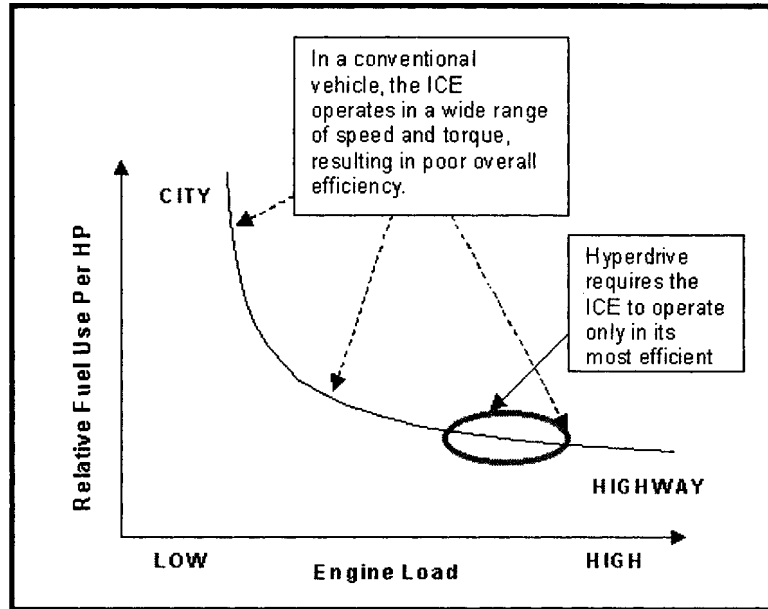 In a conventional
vehicle, the ICE
operates in a wide range
of speed and torque,
resulting in poor overall
efficiency.
CITY
Hyperdrive
requires the
ICE to operate
only in its
most efficient
Relative Fuel Use Per HP
HIGHWAY
LOW
Engine Load
HIGH